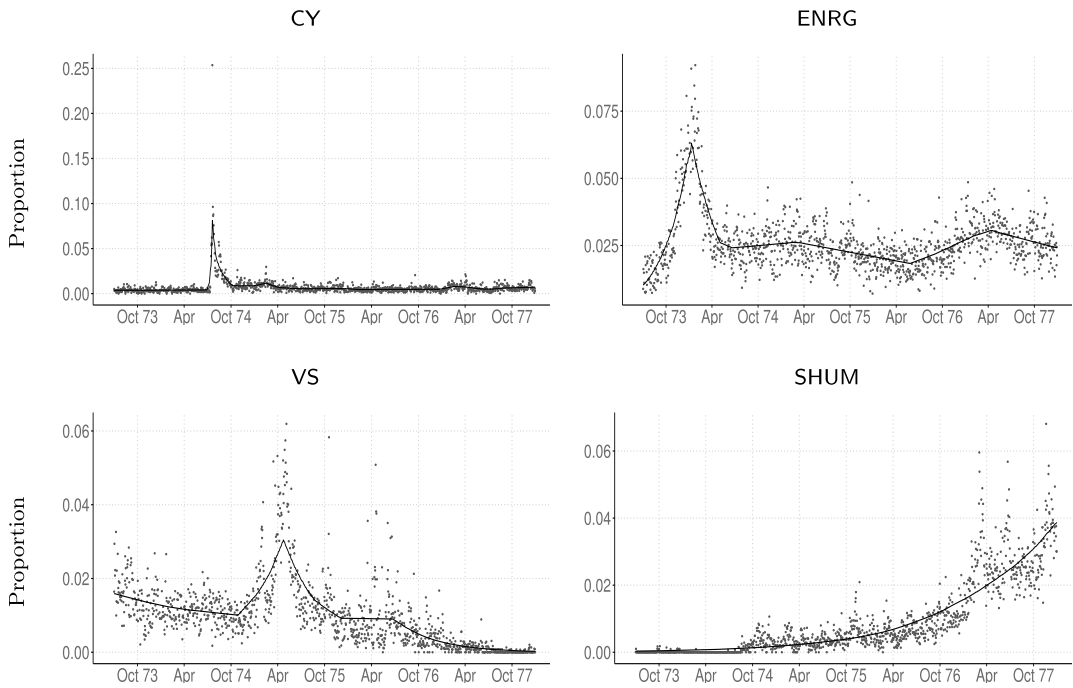 CY
ENRG
Proportion
0.25
0.20
0.15
0.10
0.05
0.00
Oct 73 Apr Oct 74 Apr Oct 75 Apr Oct 76 Apr Oct 77
0.075
0.050
0.025
Oct 73 Apr Oct 74 Apr Oct 75 Apr Oct 76 Apr Oct 77
VS
SHUM
Proportion
0.06
0.04
0.02
0.00
Oct 73 Apr Oct 74 Apr Oct 75 Apr Oct 76 Apr Oct 77
0.06
0.04
0.02
0.00
Oct 73 Apr Oct 74 Apr Oct 75 Apr Oct 76 Apr Oct 77